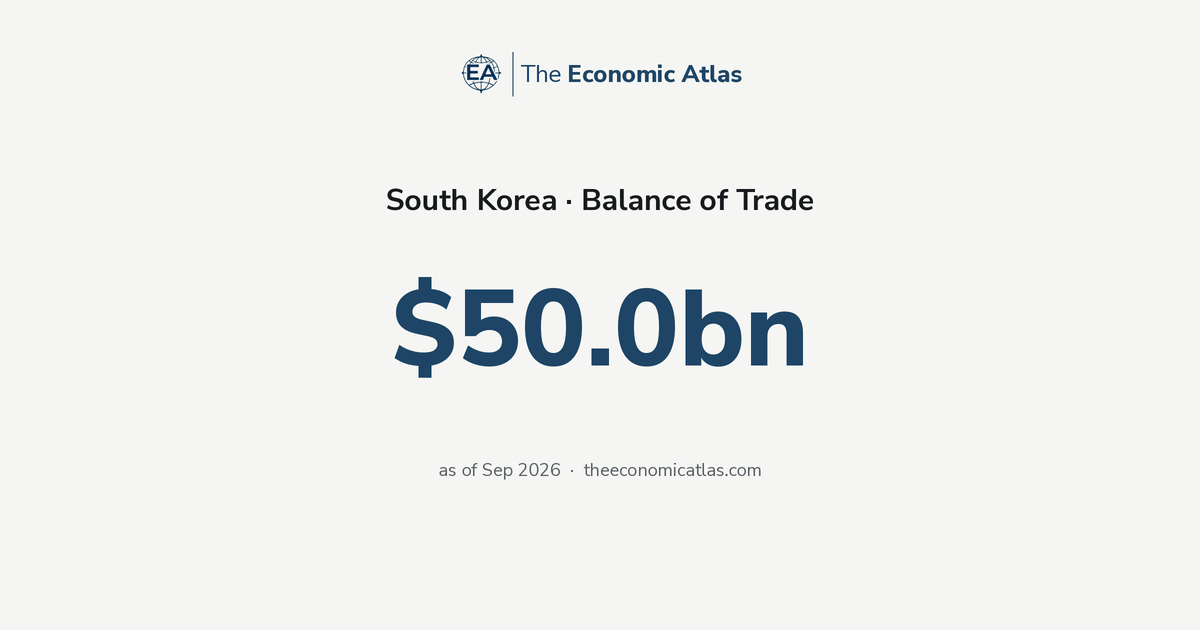 EA The Economic Atlas
South Korea · Balance of Trade
$50.0bn
as of Sep 2026 · theeconomicatlas.com